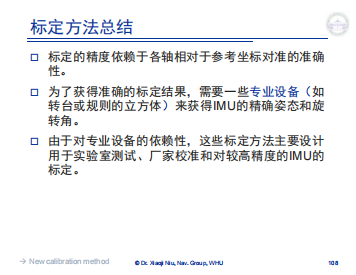 标定方法总结
标定的精度依赖于各轴相对于参考坐标对准的准确
性。
为了获得准确的标定结果，需要一些专业设备（如
转台或规则的立方体）来获得IMU的精确姿态和旋
转角。
由于对专业设备的依赖性，这些标定方法主要设计
用于实验室测试、厂家校准和对较高精度的IMU的
标定。
→ New calibration method
© Dr. Xiaoji Niu, Nav. Group, WHU
108